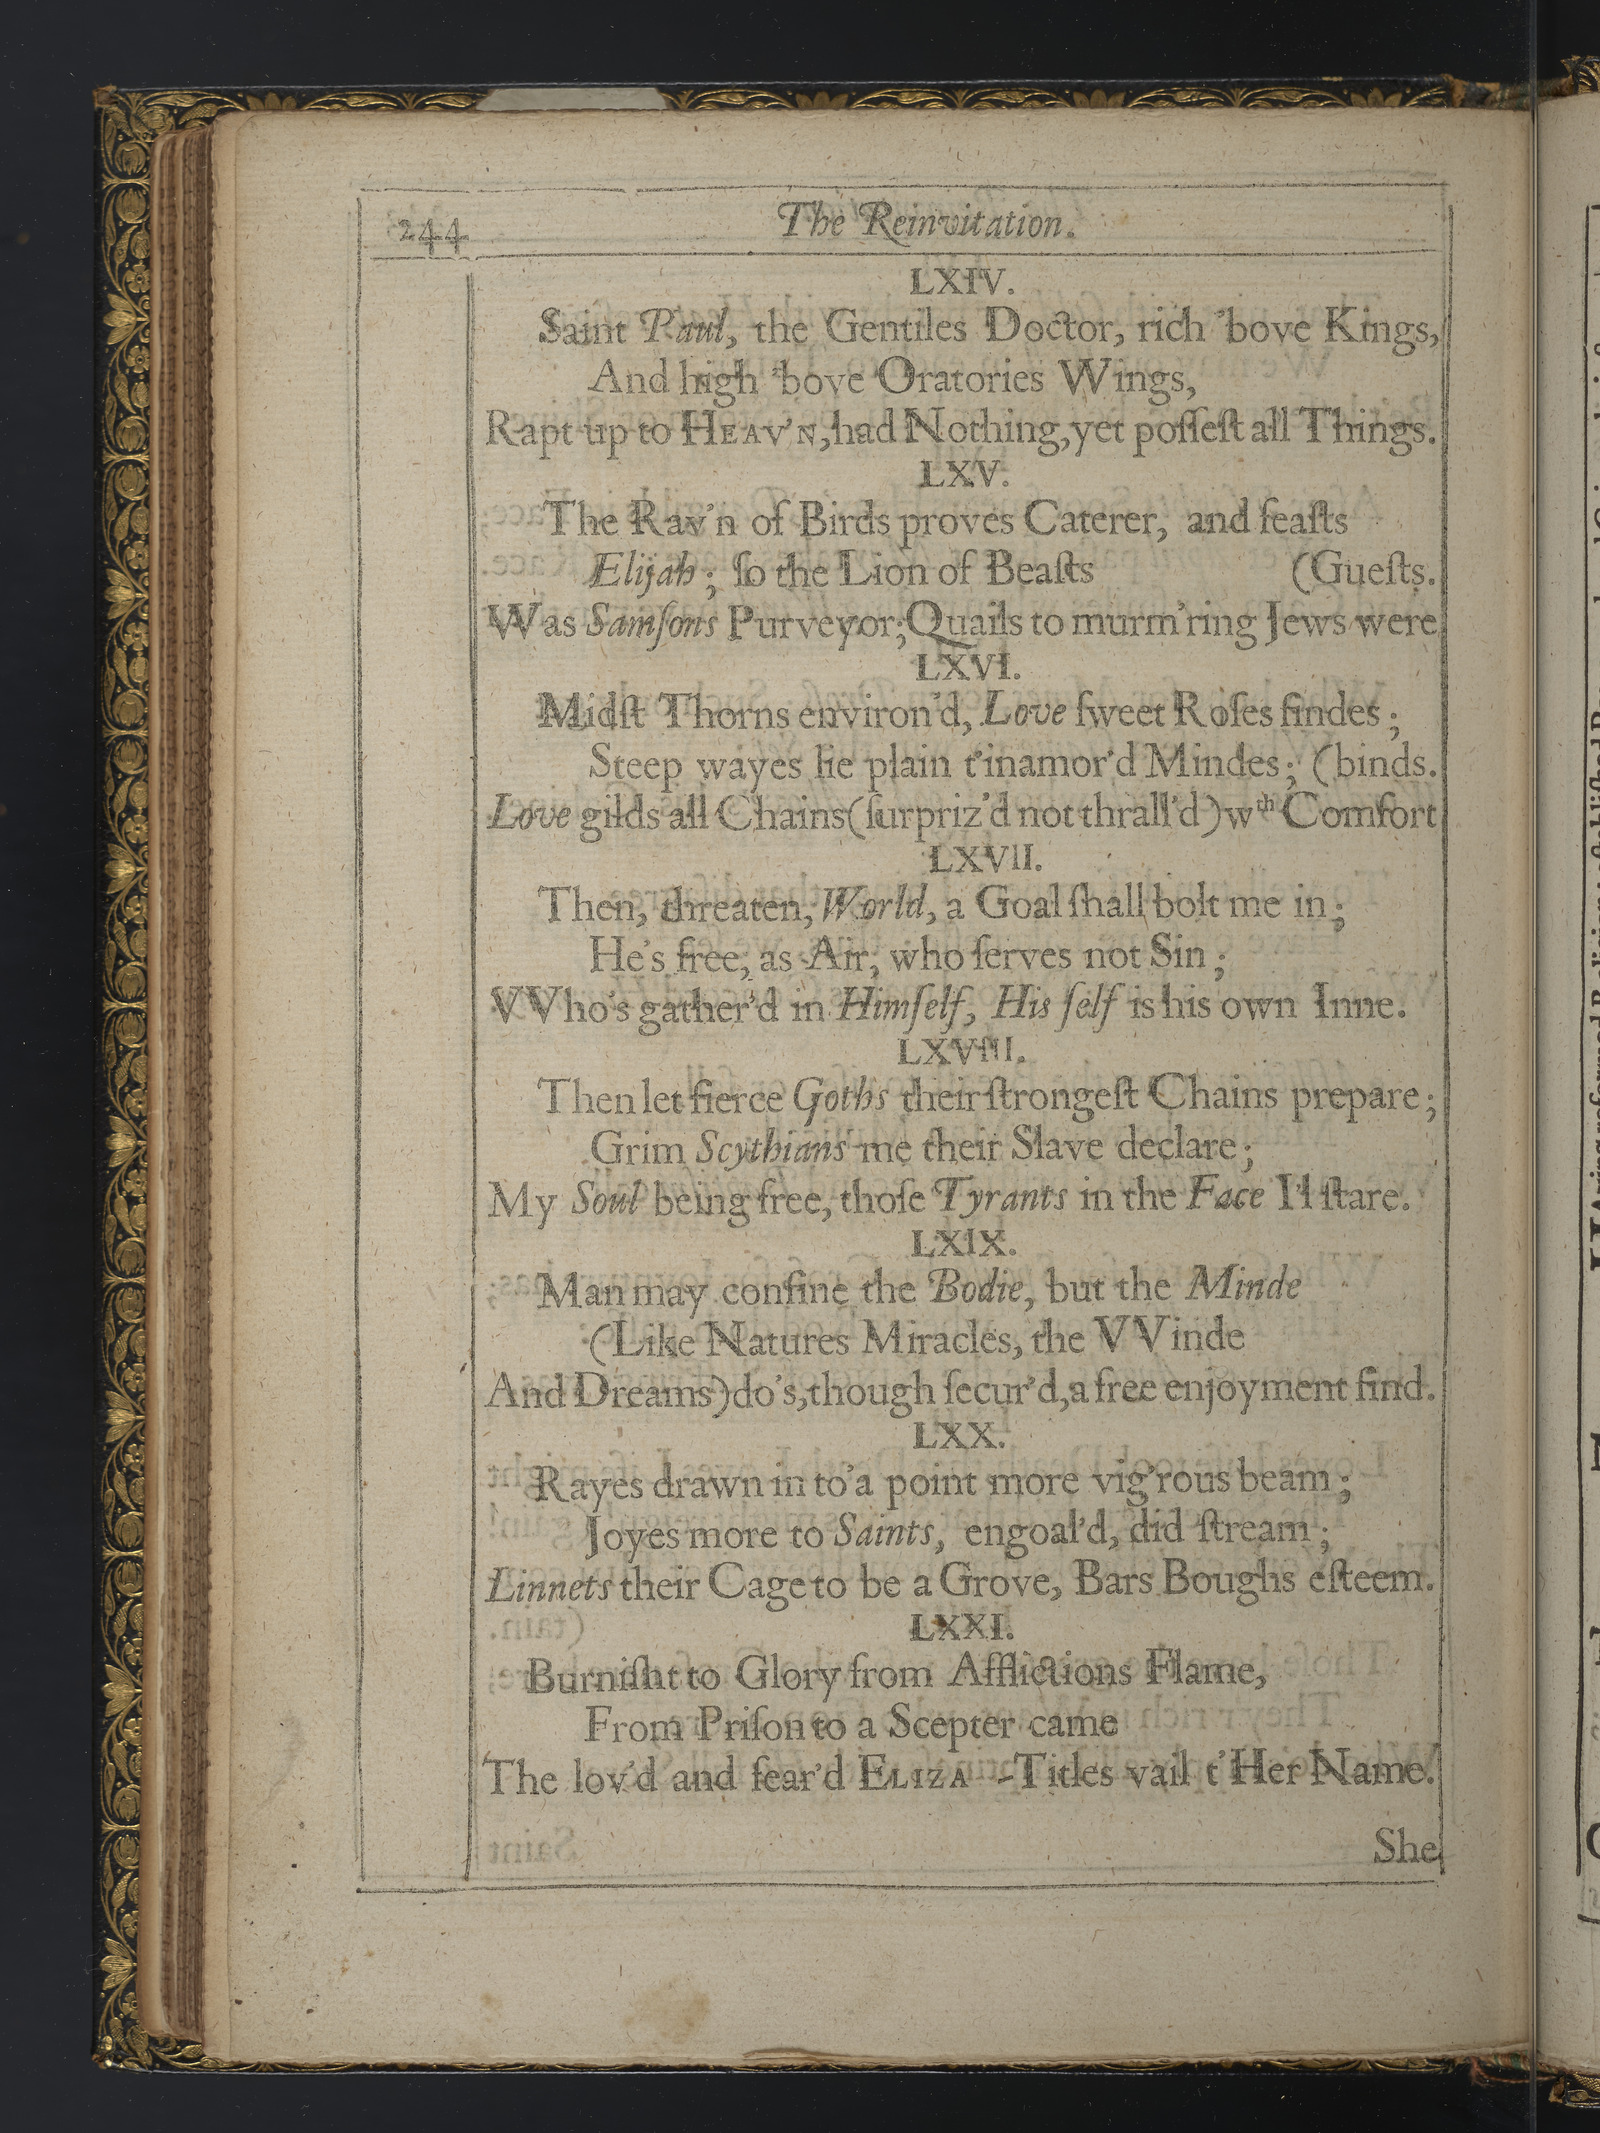 244
The Reinvitation.
LXIV.
Saint Paul, the Gentiles Doctor, rich 'bove Kings,
And high 'bove Oratories Wings,
Rapt up to HEAV'N, had Nothing, yet poſſeſt all Things.
LXV.
The Rav'n of Birds proves Caterer, and feaſts
Elijah; ſo the Lion of Beaſts (Gueſts.
Was Samſons Purveyor; Quails to murm'ring Jews were
LXVI.
Midſt Thorns environ'd, Love ſweet Roſes findes;
Steep wayes lie plain t'inamor'd Mindes; (binds.
Love gilds all Chains (ſurpriz'd not thrall'd) wth Comfort
LXVII.
Then, threaten, World, a Goal ſhall bolt me in;
He's free, as Air, who ſerves not Sin;
VVho's gather'd in Himſelf, His ſelf is his own Inne.
LXVIII.
Then let fierce Goths their ſtrongeſt Chains prepare;
Grim Scythians me their Slave declare;
My Soul being free, thoſe Tyrants in the Face I'l ſtare.
LXIX.
Man may confine the Bodie, but the Minde
(Like Natures Miracles, the VVinde
And Dreams) do's, though ſecur'd, a free enjoyment find.
LXX.
Rayes drawn in to'a point more vig'rous beam;
Joyes more to Saints, engoal'd, did ſtream;
Linnets their Cage to be a Grove, Bars Boughs eſteem.
LXXI.
Burniſht to Glory from Afflictions Flame,
From Priſon to a Scepter came
The lov'd and fear'd ELIZA -Titles vail t'Her Name.
She